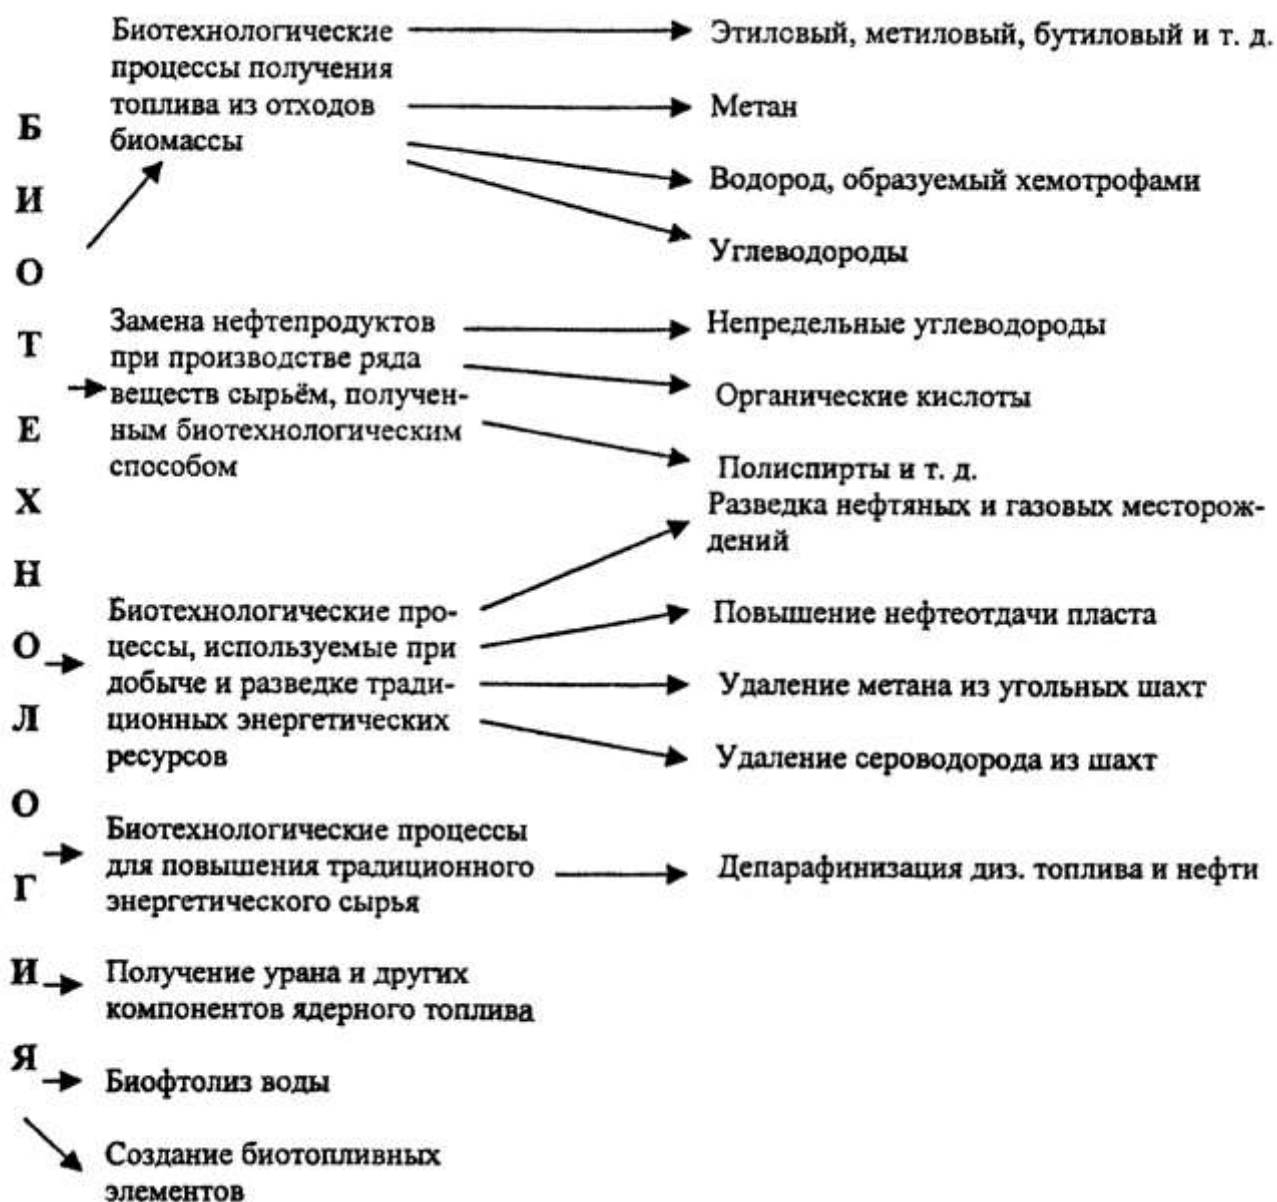 БИОТЕХНОЛОГИЯ
Биотехнологические
процессы получения
топлива из отходов
биомассы
Этиловый, метиловый, бутиловый и т. д.
Метан
Водород, образуемый хемотрофами
Углеводороды
Замена нефтепродуктов
при производстве ряда
веществ сырьём, получен-
ным биотехнологическим
способом
Непредельные углеводороды
Органические кислоты
Полиспирты и т. д.
Биотехнологические про-
цессы, используемые при
добыче и разведке тради-
ционных энергетических
ресурсов
Разведка нефтяных и газовых месторож-
дений
Повышение нефтеотдачи пласта
Удаление метана из угольных шахт
Удаление сероводорода из шахт
Биотехнологические процессы
для повышения традиционного
энергетического сырья
Депарафинизация диз. топлива и нефти
Получение урана и других
компонентов ядерного топлива
Биофтолиз воды
Создание биотопливных
элементов